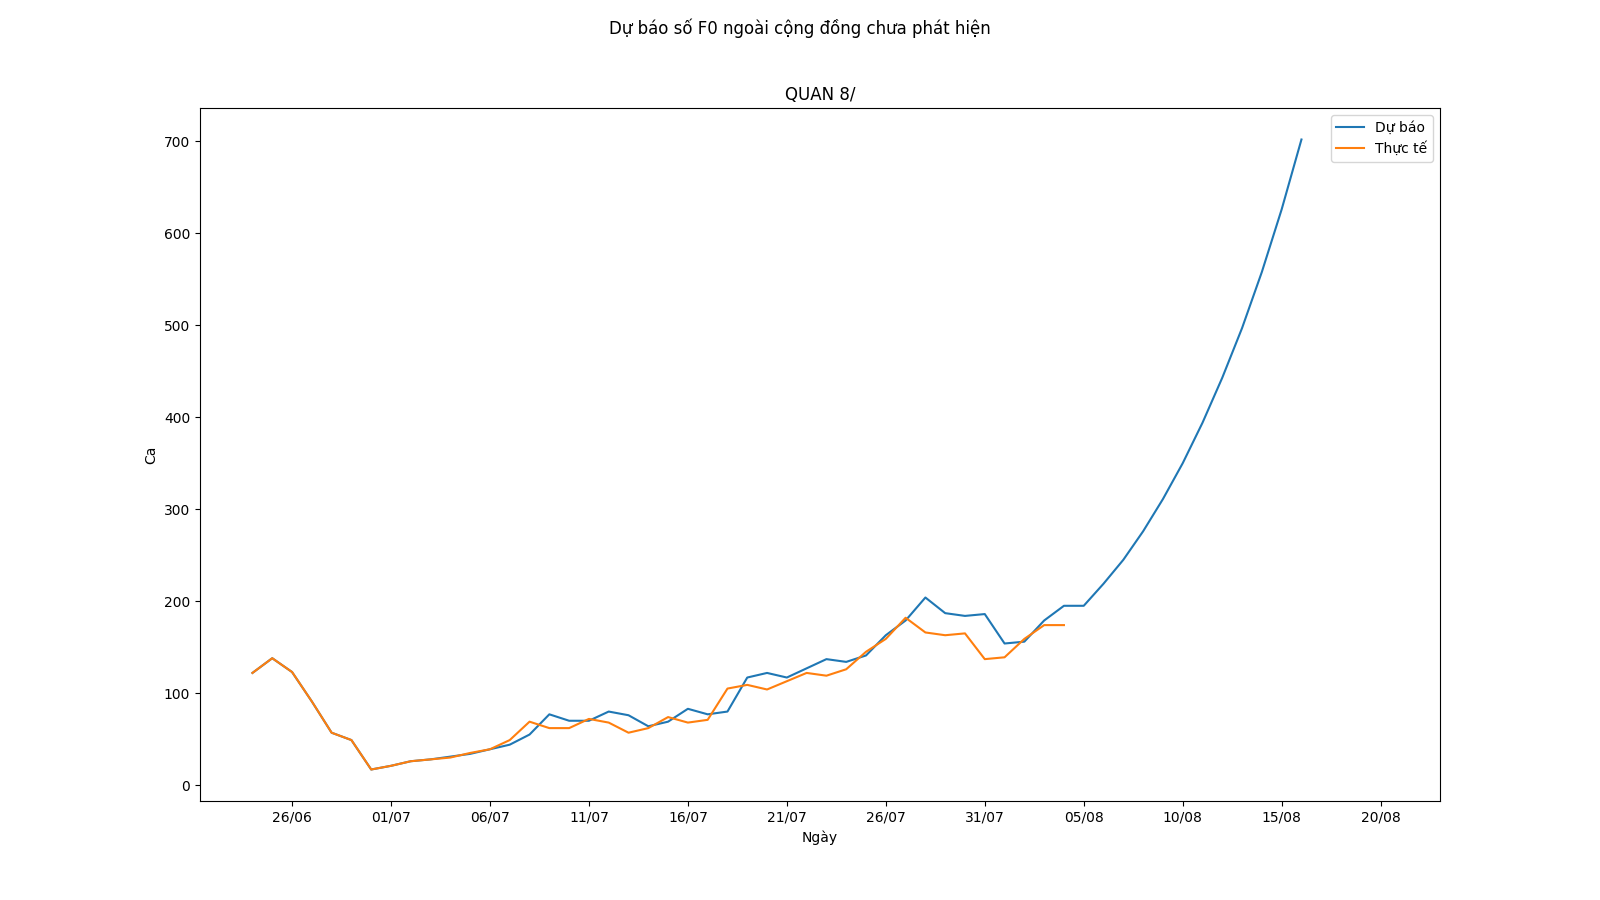 Dự báo số F0 ngoài cộng đồng chưa phát hiện
QUAN 8/
Dự báo
Thực tế
700
600
500
400
300
200
100
0
Ca
26/06 01/07 06/07 11/07 16/07 21/07 26/07 31/07 05/08 10/08 15/08 20/08
Ngày